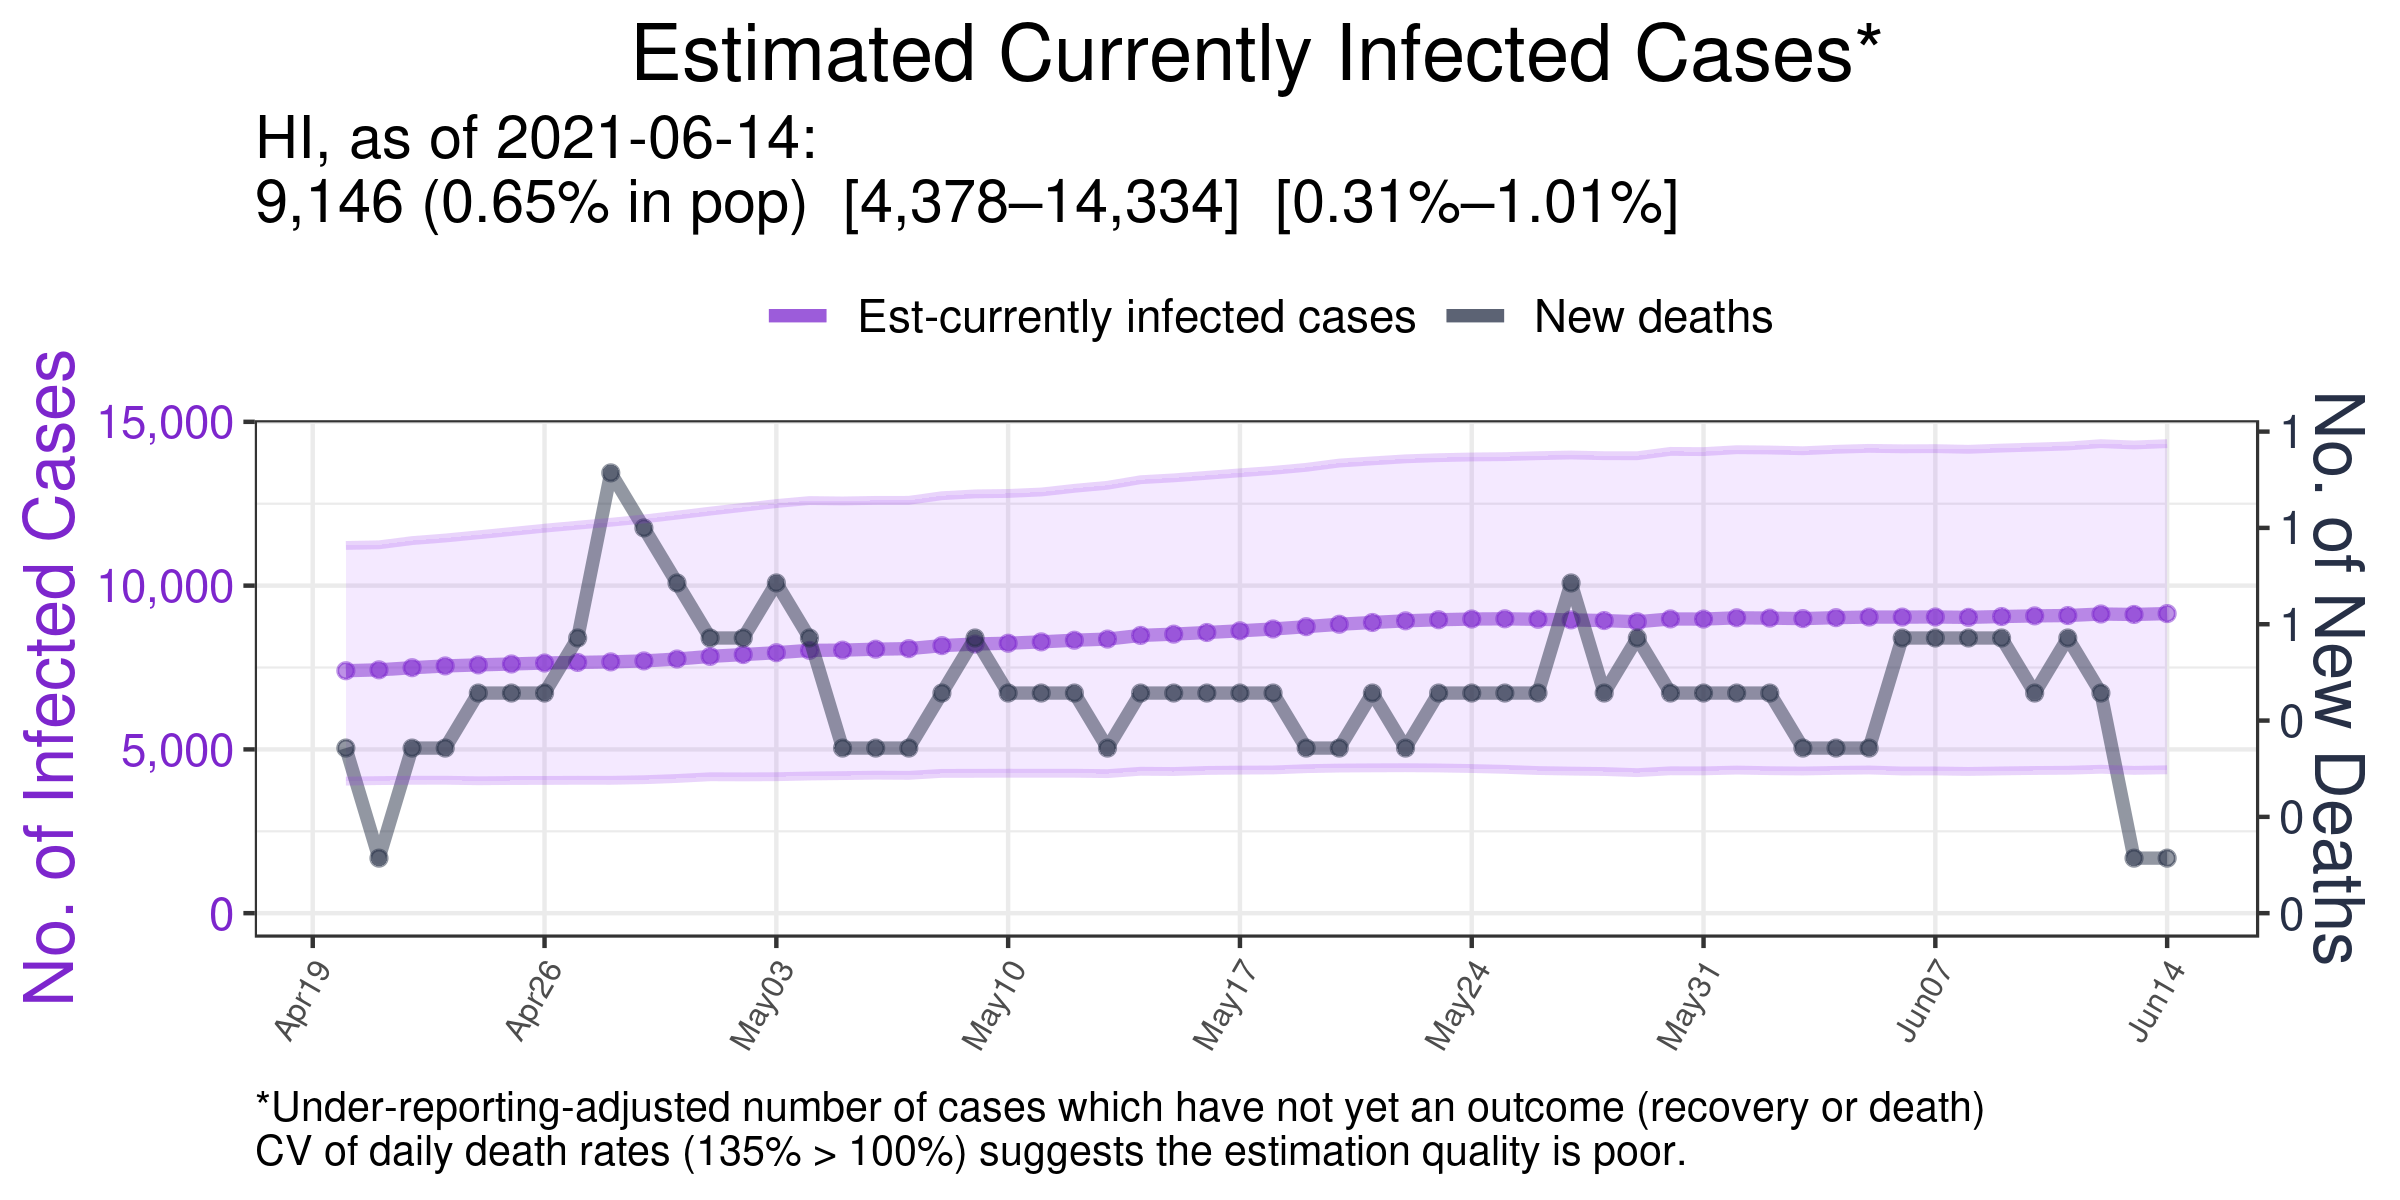 Estimated Currently Infected Cases*
HI, as of 2021-06-14:
9,146 (0.65% in pop) [4,378–14,334] [0.31%–1.01%]
Est-currently infected cases New deaths
No. of Infected Cases
15,000
10,000
5,000
0
1
1
1
0
0
0
No. of New Deaths
Apr19 Apr26 May03 May10 May17 May24 May31 Jun07 Jun14
*Under-reporting-adjusted number of cases which have not yet an outcome (recovery or death)
CV of daily death rates (135% > 100%) suggests the estimation quality is poor.